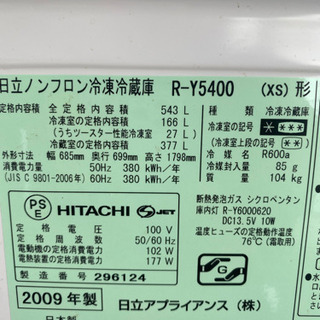 日立ノンフロン冷凍冷蔵庫 R-Y5400 (XS) 形
定格内容積 全定格内容積 543 L
冷凍室の内容積 166 L
(うちツースター性能冷凍室 27 L)
冷蔵室の内容積 377 L
外形寸法 幅 685mm 奥行 699mm 高さ 1798mm
消費電力量 50Hz 380 kWh/年
(JIS C 9801-2006年) 60Hz 380 kWh/年
種類 冷凍冷蔵庫
冷凍室の記号 * ***
冷凍室上段の記号 **
冷媒 R600a
冷媒封入量 85 g
質量 104 kg
PS E HITACHI JET
定格電圧 100 V
定格周波数 50/60 Hz
電動機の定格消費電力 102 W
電熱装置の定格消費電力 177 W
製造番号 296124
2009年製 日立アプライアンス(株)
日本製
断熱発泡ガス シクロペンタン
庫内灯 R-Y6000620
DC13.5V 10W
温度ヒューズの定格動作温度
76℃ (霜取用)
G